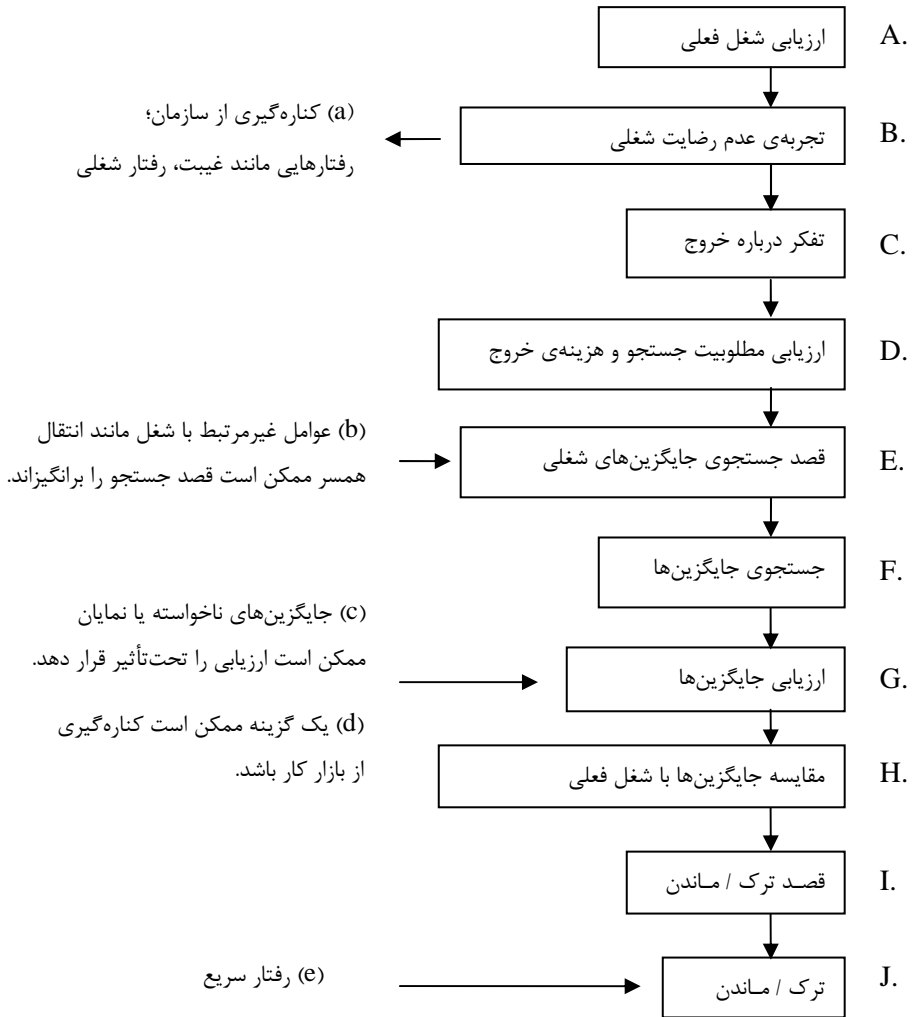 A. ارزیابی شغل فعلی
(a) کناره‌گیری از سازمان؛
رفتارهایی مانند غیبت، رفتار شغلی
B. تجربه‌ی عدم رضایت شغلی
C. تفکر درباره خروج
D. ارزیابی مطلوبیت جستجو و هزینه‌ی خروج
(b) عوامل غیرمرتبط با شغل مانند انتقال
همسر ممکن است قصد جستجو را برانگیزاند.
E. قصد جستجوی جایگزین‌های شغلی
F. جستجوی جایگزین‌ها
(c) جایگزین‌های ناخواسته یا نمایان
ممکن است ارزیابی را تحت‌تأثیر قرار دهد.
G. ارزیابی جایگزین‌ها
(d) یک گزینه ممکن است کناره‌گیری
از بازار کار باشد.
H. مقایسه جایگزین‌ها با شغل فعلی
I. قصـد ترک / مـاندن
(e) رفتار سریع
J. ترک / مـاندن